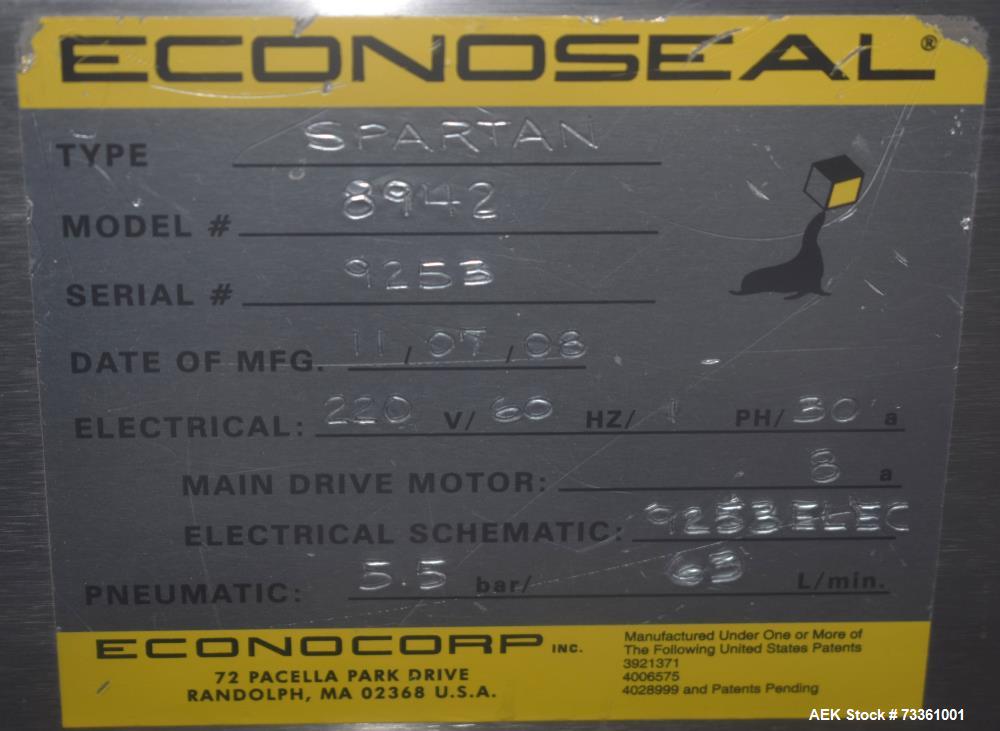 ECONOSEAL®
TYPE SPARTAN
MODEL # 8942
SERIAL # 9253
DATE OF MFG. 11/07/08
ELECTRICAL: 220 V/ 60 HZ/ 1 PH/ 30 a
MAIN DRIVE MOTOR: 8 a
ELECTRICAL SCHEMATIC: 9253ELEC
PNEUMATIC: 5.5 bar/ 63 L/min.
ECONOCORP INC.
72 PACELLA PARK DRIVE
RANDOLPH, MA 02368 U.S.A.
Manufactured Under One or More of
The Following United States Patents
3921371
4006575
4028999 and Patents Pending
AEK Stock # 73361001